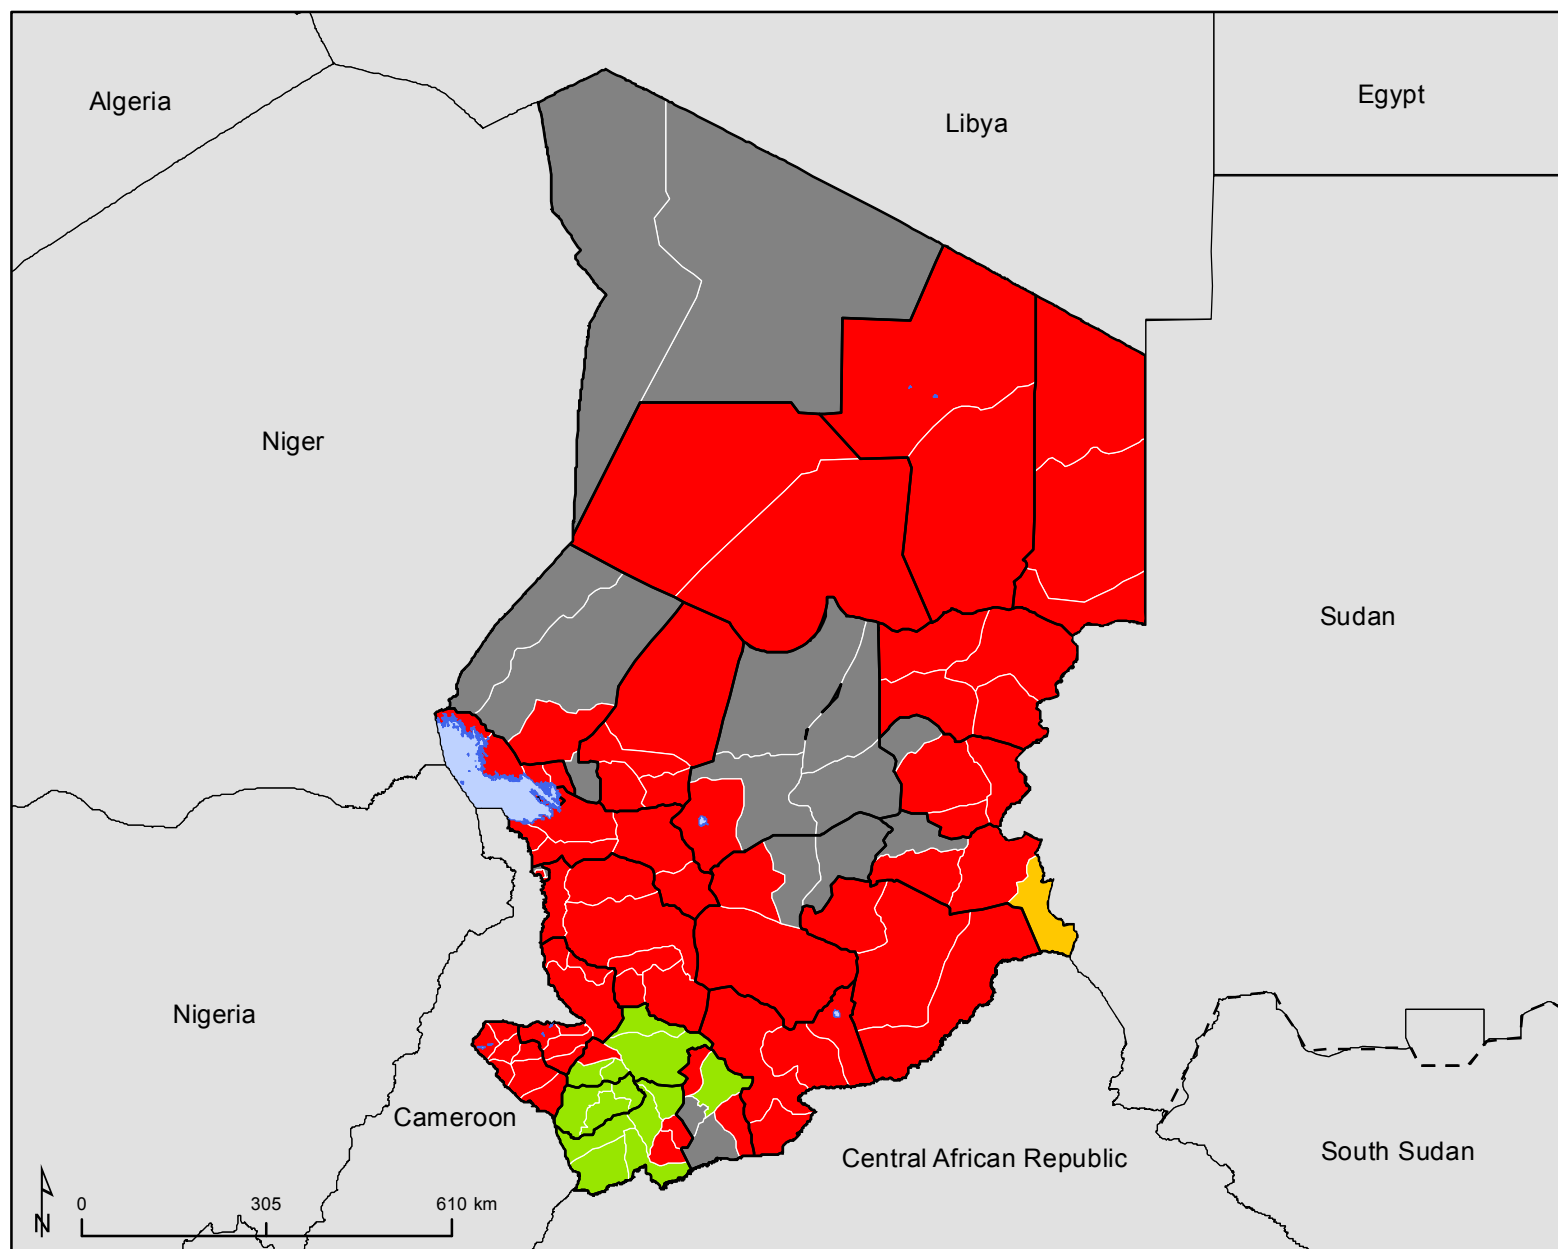 Algeria
Egypt
Libya
Niger
Sudan
Nigeria
Cameroon
Central African Republic
South Sudan
N
0 305 610 km